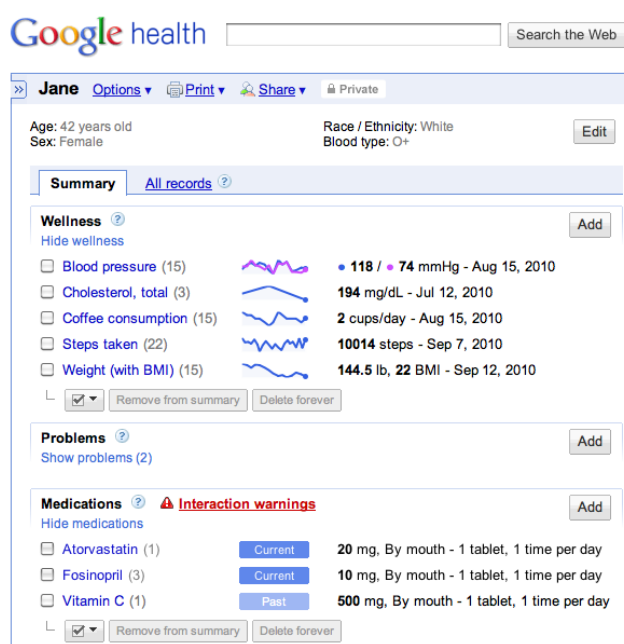 Google health
Search the Web
Jane Options Print Share Private
Age: 42 years old Race / Ethnicity: White
Sex: Female Blood type: O+
Edit
Summary All records ?
Wellness ? Add
Hide wellness
Blood pressure (15) 118 / 74 mmHg - Aug 15, 2010
Cholesterol, total (3) 194 mg/dL - Jul 12, 2010
Coffee consumption (15) 2 cups/day - Aug 15, 2010
Steps taken (22) 10014 steps - Sep 7, 2010
Weight (with BMI) (15) 144.5 lb, 22 BMI - Sep 12, 2010
Remove from summary Delete forever
Problems ? Add
Show problems (2)
Medications ? Interaction warnings Add
Hide medications
Atorvastatin (1) Current 20 mg, By mouth - 1 tablet, 1 time per day
Fosinopril (3) Current 10 mg, By mouth - 1 tablet, 1 time per day
Vitamin C (1) Past 500 mg, By mouth - 1 tablet, 1 time per day
Remove from summary Delete forever